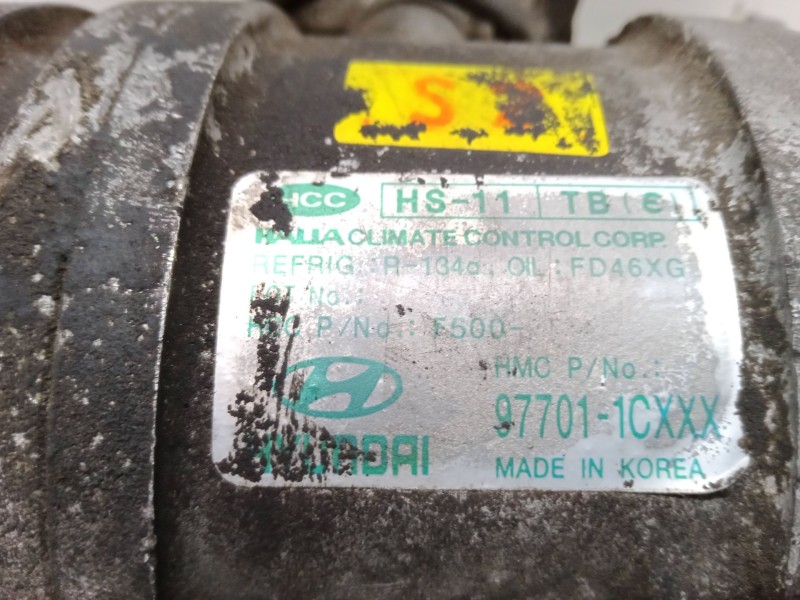 HCC HS-11 TB (Є)
HALLA CLIMATE CONTROL CORP.
REFRIG.: R-134a, OIL : FD46XG
LOT No. :
HCC P/No. : F500-
HMC P/No. :
97701-1CXXX
HYUNDAI
MADE IN KOREA